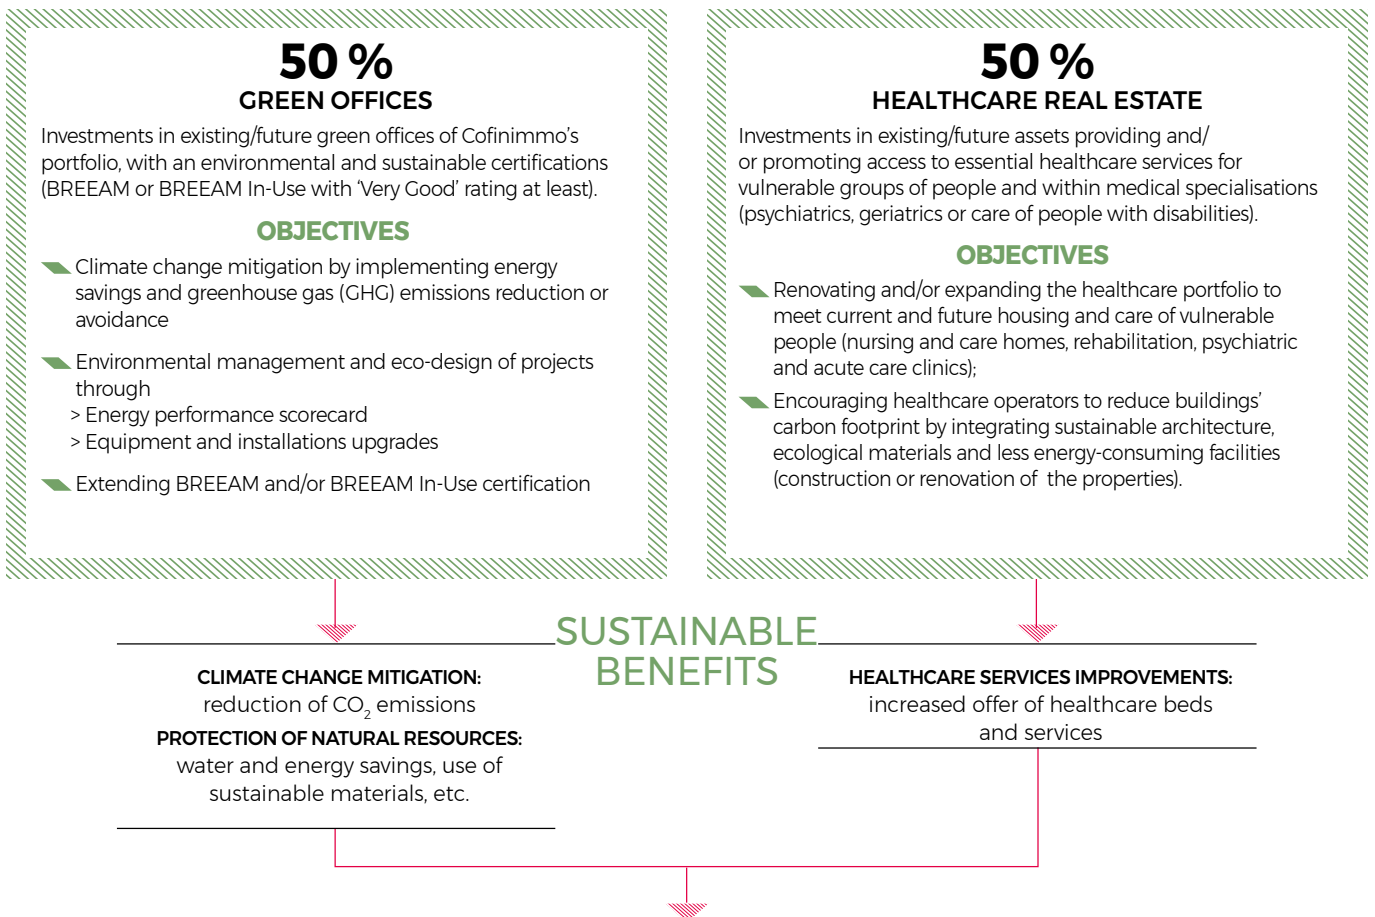 50 %
GREEN OFFICES
Investments in existing/future green offices of Cofinimmo’s
portfolio, with an environmental and sustainable certifications
(BREEAM or BREEAM In-Use with ‘Very Good’ rating at least).
OBJECTIVES
Climate change mitigation by implementing energy
savings and greenhouse gas (GHG) emissions reduction or
avoidance
Environmental management and eco-design of projects
through
> Energy performance scorecard
> Equipment and installations upgrades
Extending BREEAM and/or BREEAM In-Use certification
50 %
HEALTHCARE REAL ESTATE
Investments in existing/future assets providing and/
or promoting access to essential healthcare services for
vulnerable groups of people and within medical specialisations
(psychiatrics, geriatrics or care of people with disabilities).
OBJECTIVES
Renovating and/or expanding the healthcare portfolio to
meet current and future housing and care of vulnerable
people (nursing and care homes, rehabilitation, psychiatric
and acute care clinics);
Encouraging healthcare operators to reduce buildings’
carbon footprint by integrating sustainable architecture,
ecological materials and less energy-consuming facilities
(construction or renovation of the properties).
SUSTAINABLE
BENEFITS
CLIMATE CHANGE MITIGATION:
reduction of CO₂ emissions
PROTECTION OF NATURAL RESOURCES:
water and energy savings, use of
sustainable materials, etc.
HEALTHCARE SERVICES IMPROVEMENTS:
increased offer of healthcare beds
and services